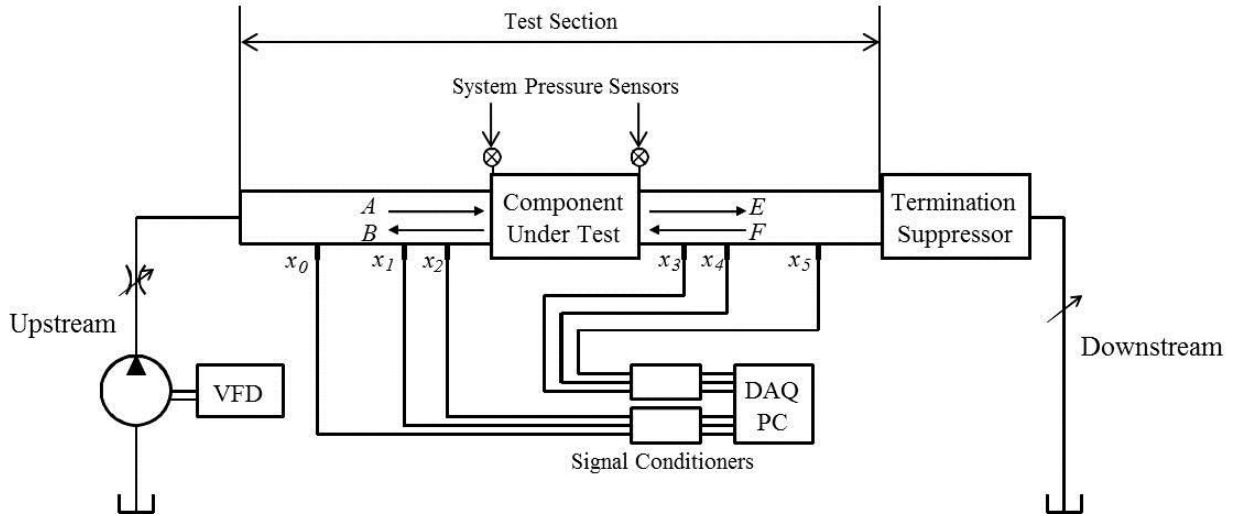 Test Section
System Pressure Sensors
A
B
Component
Under Test
E
F
Termination
Suppressor
x0
x1
x2
x3
x4
x5
Upstream
Downstream
VFD
DAQ
PC
Signal Conditioners